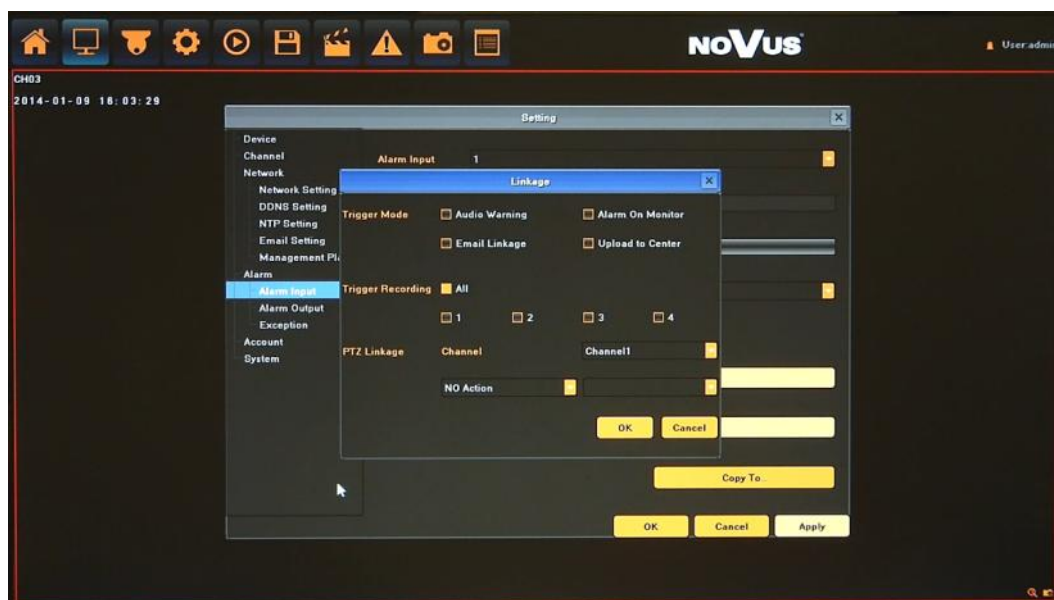 NOVUS
User:admin
CH03
2014-01-09 16:03:29
Setting
Device
Channel
Network
Network Setting
DDNS Setting
NTP Setting
Email Setting
Management
Alarm
Alarm Input
Alarm Output
Exception
Account
System
Alarm Input 1
Linkage
Trigger Mode Audio Warning Alarm On Monitor
Email Linkage Upload to Center
Trigger Recording All
1 2 3 4
PTZ Linkage Channel Channel1
NO Action
OK Cancel
Copy To...
OK Cancel Apply